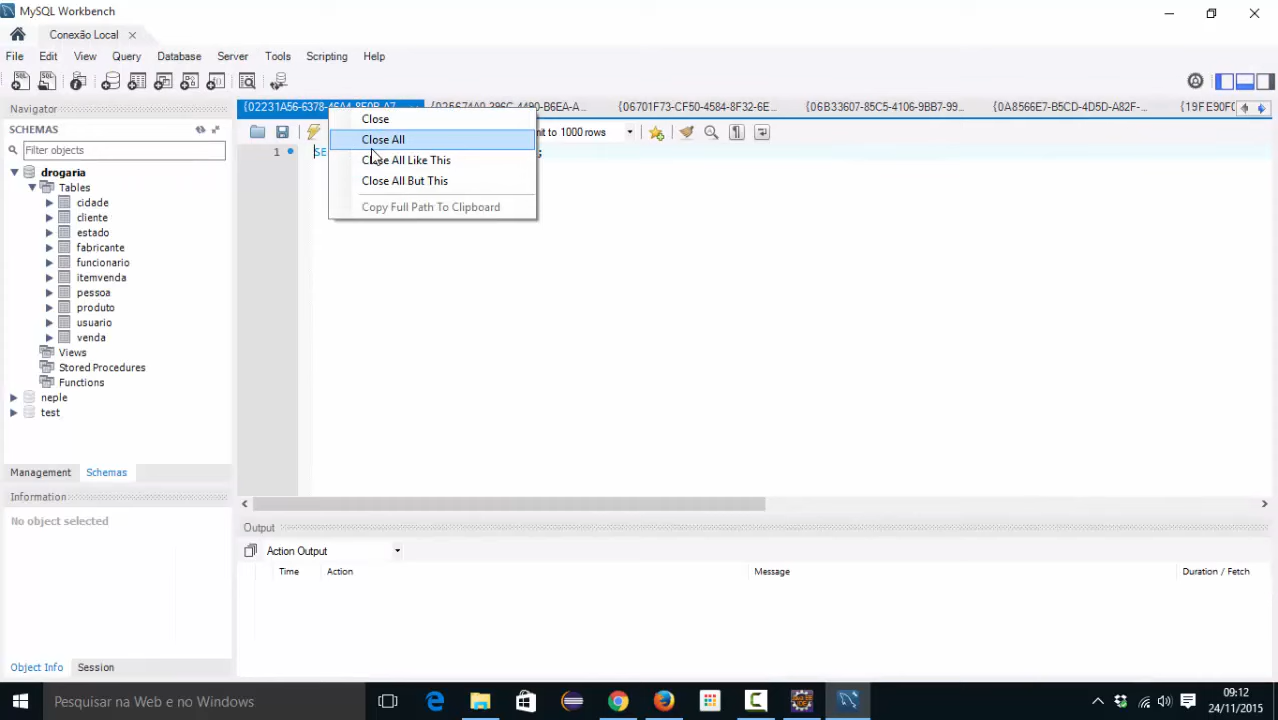 MySQL Workbench
Conexão Local
File Edit View Query Database Server Tools Scripting Help
Navigator
SCHEMAS
Filter objects
drogaria
Tables
cidade
cliente
estado
fabricante
funcionario
itemvenda
pessoa
produto
usuario
venda
Views
Stored Procedures
Functions
neple
test
Management Schemas
Information
No object selected
Object Info Session
{06701F73-CF50-4584-8F32-6E... {06B33607-85C5-4106-9BB7-99... {0A8566E7-B5CD-4D5D-A82F-... {19FE90F0
to 1000 rows
1 SE ;
Close
Close All
Close All Like This
Close All But This
Copy Full Path To Clipboard
Output
Action Output
Time Action Message Duration / Fetch
Pesquisar na Web e no Windows
09:12
24/11/2015